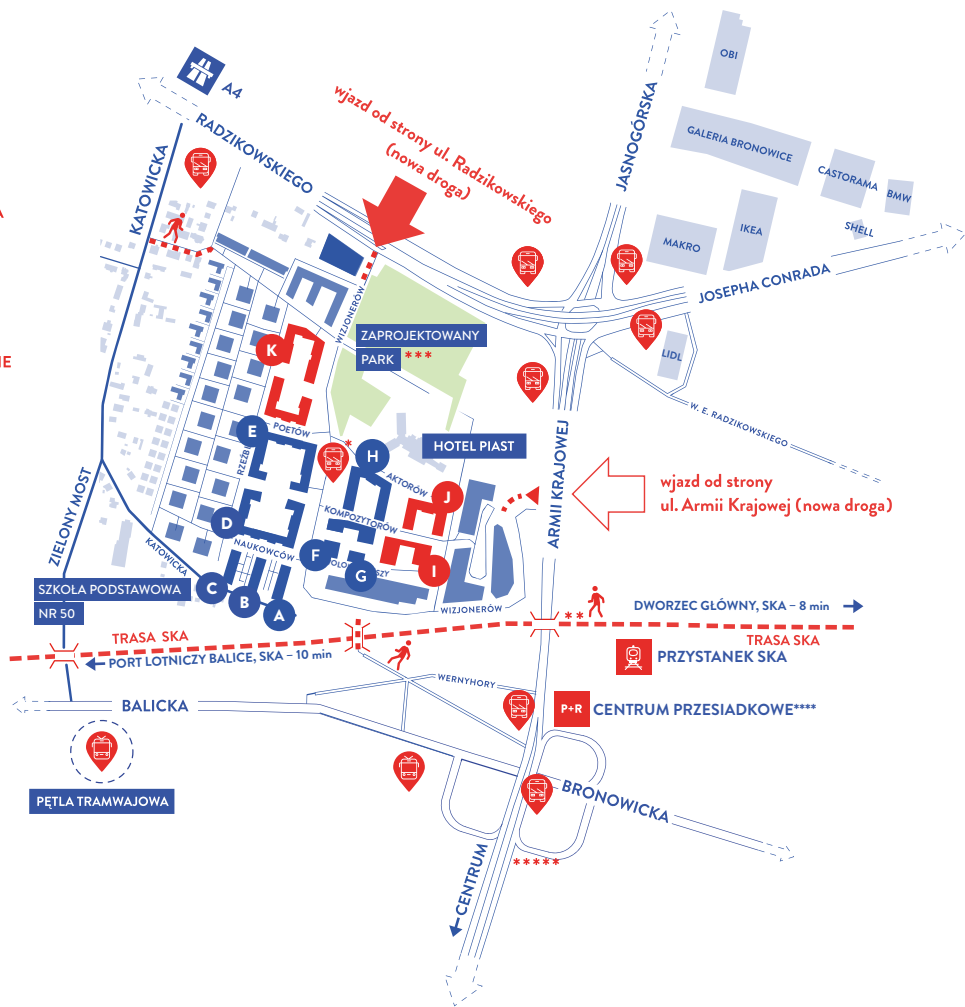 A4
RADZIKOWSKIEGO
wjazd od strony ul. Radzikowskiego
(nowa droga)
KATOWICKA
JASNOGÓRSKA
OBI
GALERIA BRONOWICE
CASTORAMA
BMW
SHELL
IKEA
MAKRO
JOSEPHA CONRADA
A
WIZJONERÓW
ZAPROJEKTOWANY
PARK ***
K
LIDL
NIE
W. E. RADZIKOWSKIEGO
POETÓW
E
*
H
HOTEL PIAST
ARMII KRAJOWEJ
AKTORÓW
J
wjazd od strony
ul. Armii Krajowej (nowa droga)
KOMPOZYTORÓW
D
NAUKOWCÓW
F
G
I
ZIELONY MOST
KATOWICKA
SZKOŁA PODSTAWOWA
NR 50
C
B
A
WIZJONERÓW
**
DWORZEC GŁÓWNY, SKA – 8 min
TRASA SKA
TRASA SKA
PORT LOTNICZY BALICE, SKA – 10 min
PRZYSTANEK SKA
WERNYHORY
BALICKA
P+R
CENTRUM PRZESIADKOWE****
PĘTLA TRAMWAJOWA
BRONOWICKA
*****
CENTRUM